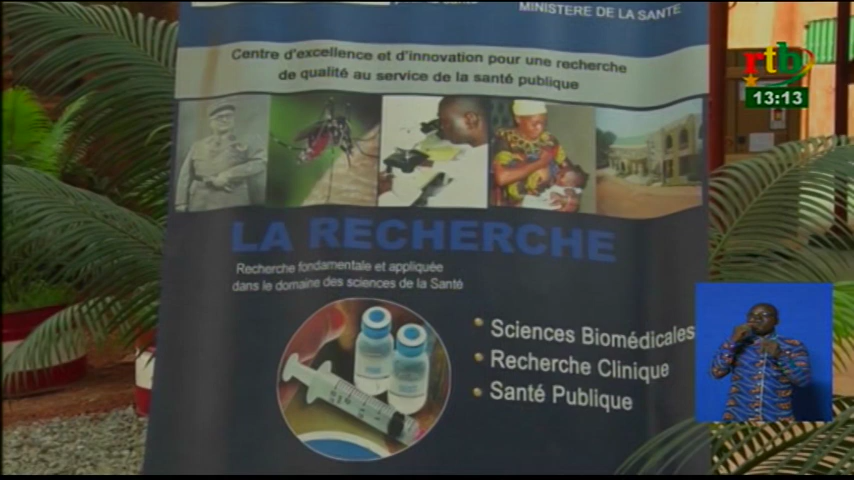 MINISTERE DE LA SANTÉ
Centre d'excellence et d'innovation pour une recherche
de qualité au service de la santé publique
rtb
13:13
LA RECHERCHE
Recherche fondamentale et appliquée
dans le domaine des sciences de la Santé
Sciences Biomédicales
Recherche Clinique
Santé Publique